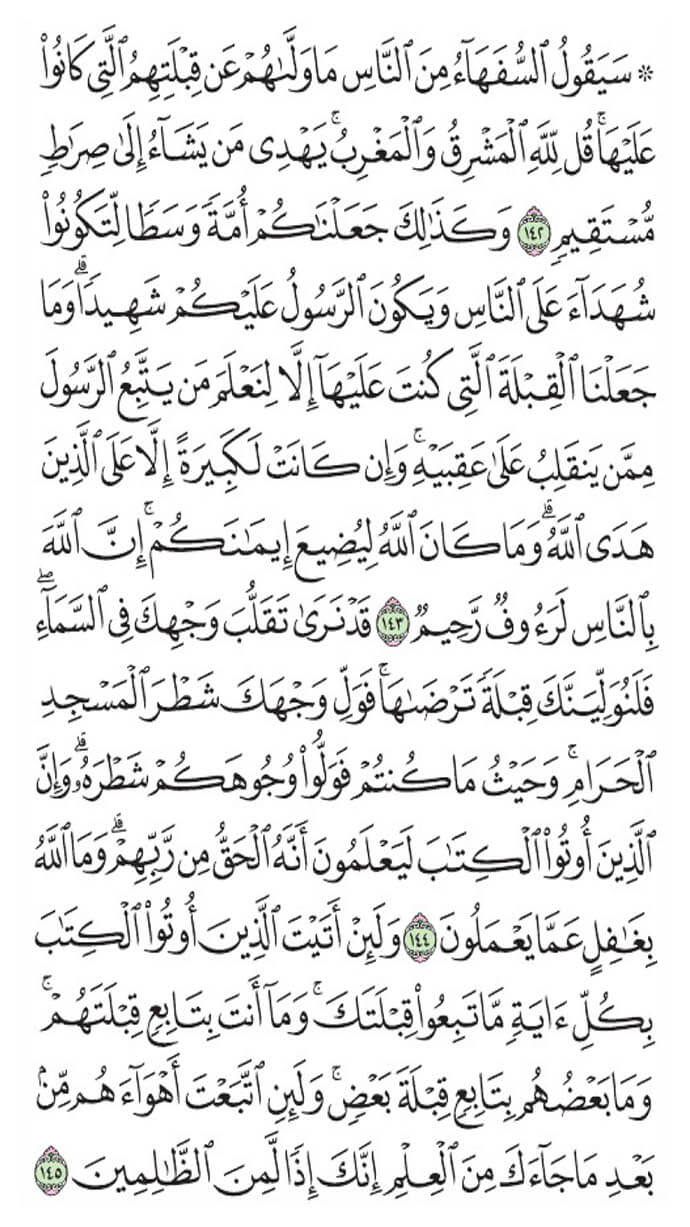 ۞ سَيَقُولُ ٱلسُّفَهَآءُ مِنَ ٱلنَّاسِ مَا وَلَّىٰهُمْ عَن قِبْلَتِهِمُ ٱلَّتِى كَانُوا۟
عَلَيْهَا ۚ قُل لِّلَّهِ ٱلْمَشْرِقُ وَٱلْمَغْرِبُ ۚ يَهْدِى مَن يَشَآءُ إِلَىٰ صِرَٰطٍ
مُّسْتَقِيمٍ ١٤٢ وَكَذَٰلِكَ جَعَلْنَٰكُمْ أُمَّةً وَسَطًا لِّتَكُونُوا۟
شُهَدَآءَ عَلَى ٱلنَّاسِ وَيَكُونَ ٱلرَّسُولُ عَلَيْكُمْ شَهِيدًا ۗ وَمَا
جَعَلْنَا ٱلْقِبْلَةَ ٱلَّتِى كُنتَ عَلَيْهَآ إِلَّا لِنَعْلَمَ مَن يَتَّبِعُ ٱلرَّسُولَ
مِمَّن يَنقَلِبُ عَلَىٰ عَقِبَيْهِ ۚ وَإِن كَانَتْ لَكَبِيرَةً إِلَّا عَلَى ٱلَّذِينَ
هَدَى ٱللَّهُ ۗ وَمَا كَانَ ٱللَّهُ لِيُضِيعَ إِيمَٰنَكُمْ ۚ إِنَّ ٱللَّهَ
بِٱلنَّاسِ لَرَءُوفٌ رَّحِيمٌ ١٤٣ قَدْ نَرَىٰ تَقَلُّبَ وَجْهِكَ فِى ٱلسَّمَآءِ ۖ
فَلَنُوَلِّيَنَّكَ قِبْلَةً تَرْضَىٰهَا ۚ فَوَلِّ وَجْهَكَ شَطْرَ ٱلْمَسْجِدِ
ٱلْحَرَامِ ۚ وَحَيْثُ مَا كُنتُمْ فَوَلُّوا۟ وُجُوهَكُمْ شَطْرَهُۥ ۗ وَإِنَّ
ٱلَّذِينَ أُوتُوا۟ ٱلْكِتَٰبَ لَيَعْلَمُونَ أَنَّهُ ٱلْحَقُّ مِن رَّبِّهِمْ ۗ وَمَا ٱللَّهُ
بِغَٰفِلٍ عَمَّا يَعْمَلُونَ ١٤٤ وَلَئِنْ أَتَيْتَ ٱلَّذِينَ أُوتُوا۟ ٱلْكِتَٰبَ
بِكُلِّ ءَايَةٍ مَّا تَبِعُوا۟ قِبْلَتَكَ ۚ وَمَآ أَنتَ بِتَابِعٍ قِبْلَتَهُمْ ۚ
وَمَا بَعْضُهُم بِتَابِعٍ قِبْلَةَ بَعْضٍ ۚ وَلَئِنِ ٱتَّبَعْتَ أَهْوَآءَهُم مِّنۢ
بَعْدِ مَا جَآءَكَ مِنَ ٱلْعِلْمِ إِنَّكَ إِذًا لَّمِنَ ٱلظَّٰلِمِينَ ١٤٥